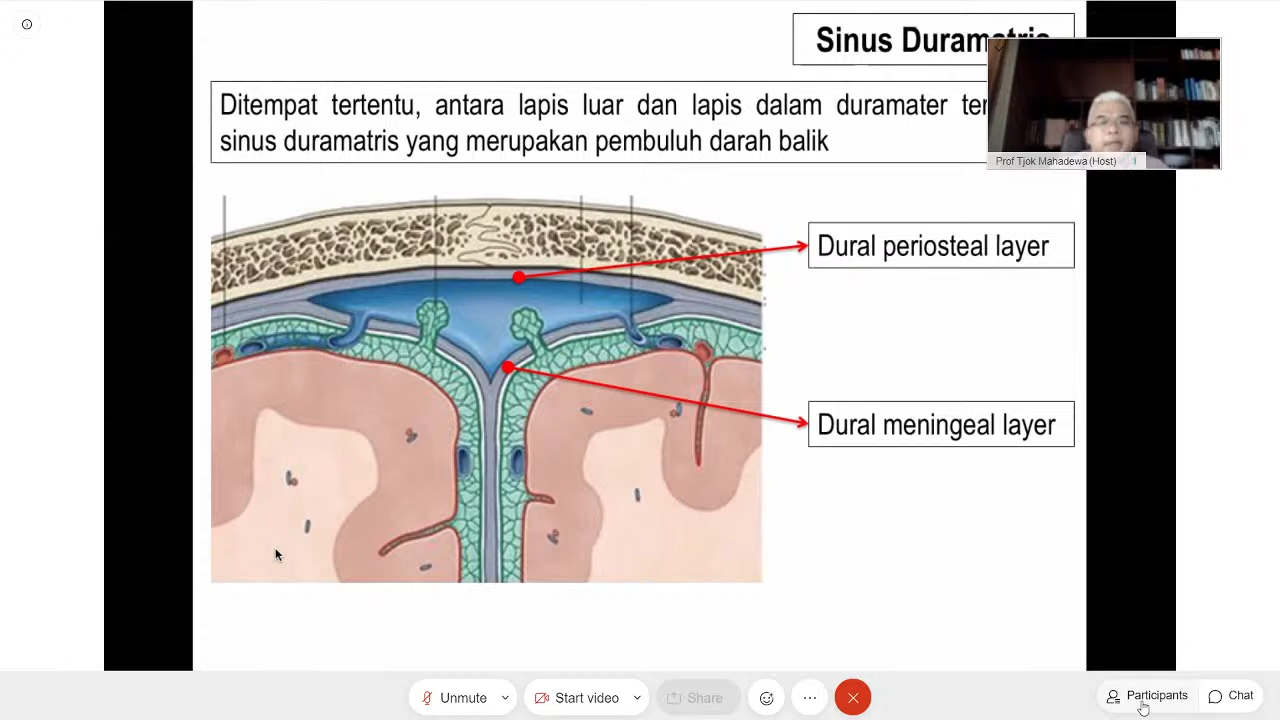 Sinus Duramatris
Ditempat tertentu, antara lapis luar dan lapis dalam duramater
sinus duramatris yang merupakan pembuluh darah balik
Prof Tjok Mahadewa (Host)
Dural periosteal layer
Dural meningeal layer
Unmute
Start video
Share
Participants
Chat